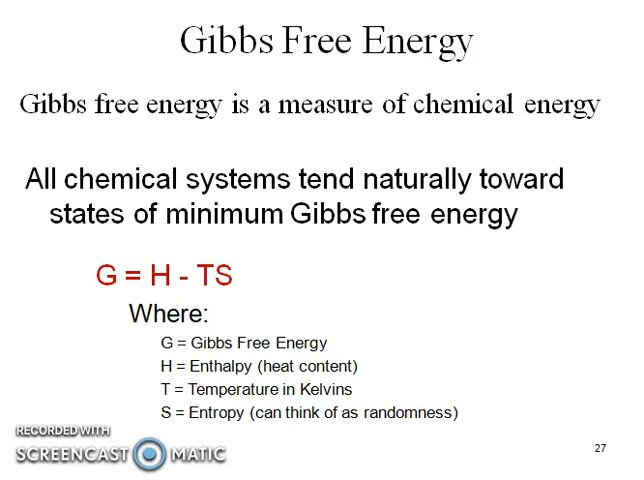 Gibbs Free Energy
Gibbs free energy is a measure of chemical energy
All chemical systems tend naturally toward
states of minimum Gibbs free energy
G = H - TS
Where:
G = Gibbs Free Energy
H = Enthalpy (heat content)
T = Temperature in Kelvins
S = Entropy (can think of as randomness)
RECORDED WITH
SCREENCAST MATIC
27